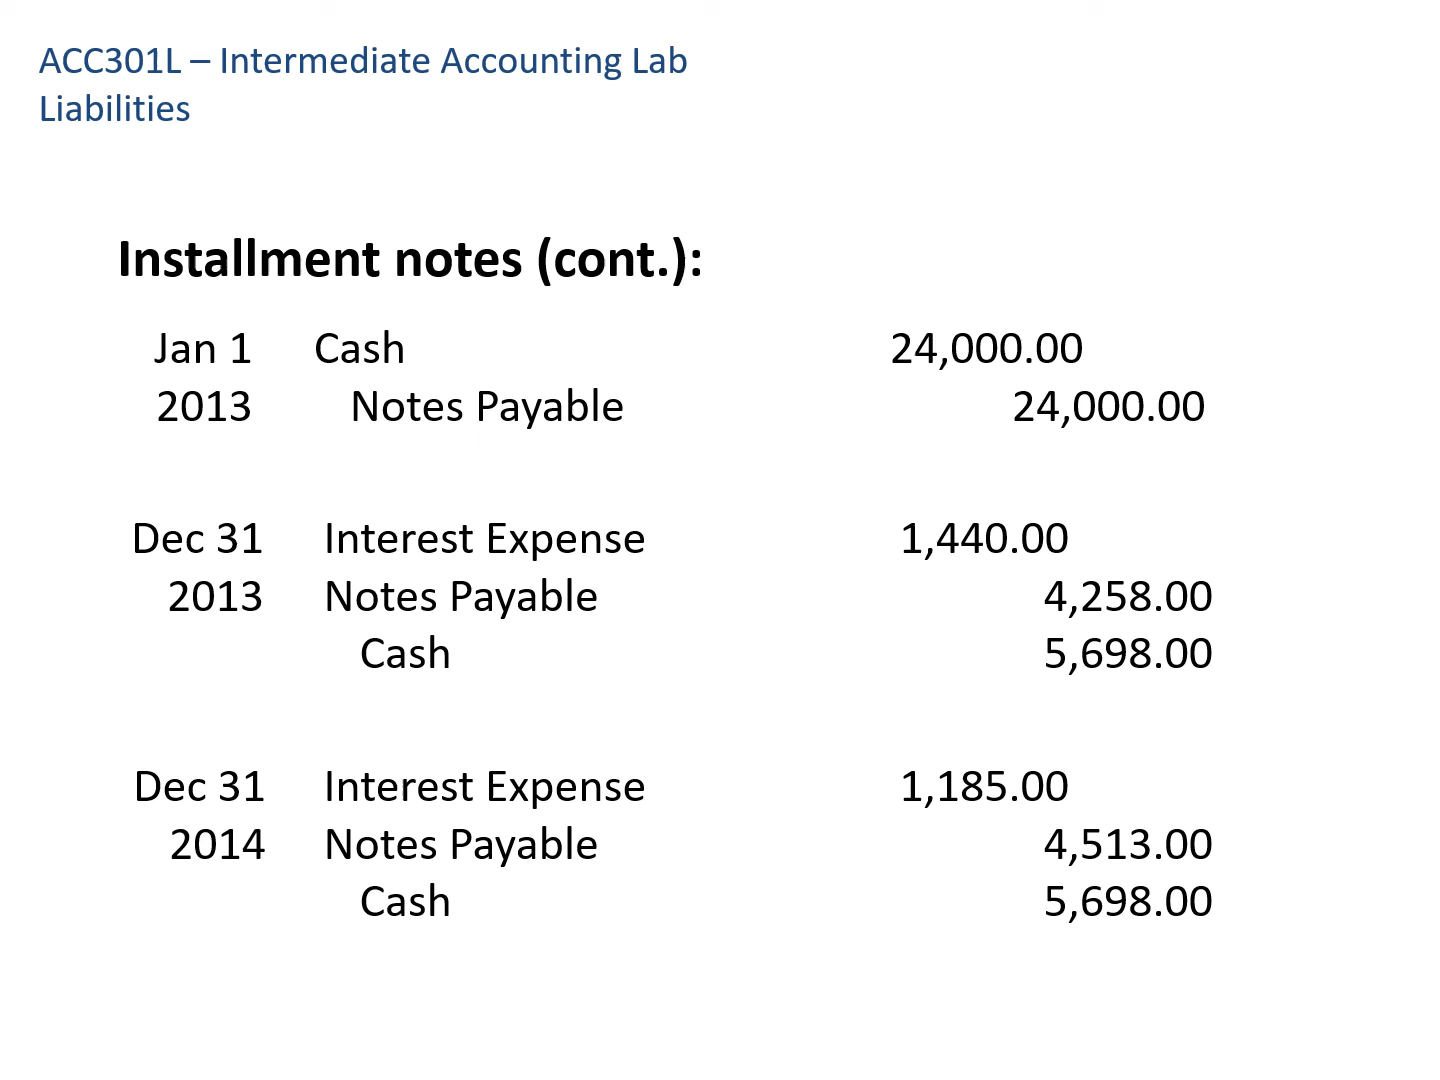 ACC301L – Intermediate Accounting Lab
Liabilities
Installment notes (cont.):
Jan 1 Cash 24,000.00
2013 Notes Payable 24,000.00
Dec 31 Interest Expense 1,440.00
2013 Notes Payable 4,258.00
Cash 5,698.00
Dec 31 Interest Expense 1,185.00
2014 Notes Payable 4,513.00
Cash 5,698.00